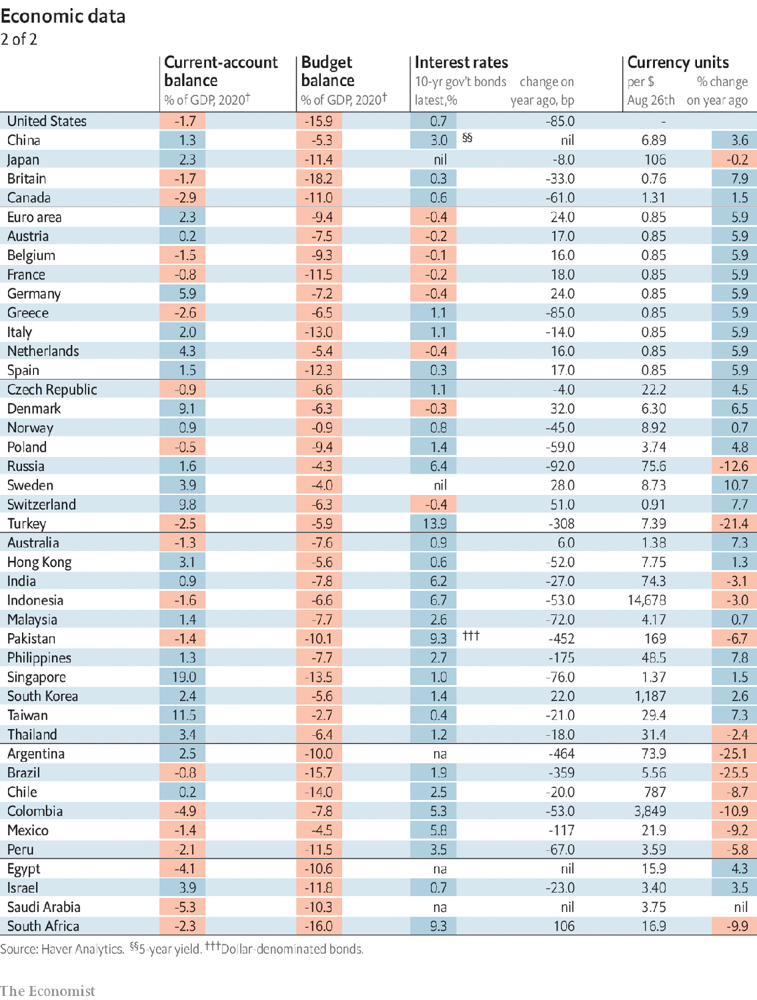 Economic data
2 of 2
Current-account Budget Interest rates Currency units
balance balance 10-yr gov't bonds change on per $ % change
% of GDP, 2020† % of GDP, 2020† latest,% year ago, bp Aug 26th on year ago
United States -1.7 -15.9 0.7 -85.0 -
China 1.3 -5.3 3.0 §§ nil 6.89 3.6
Japan 2.3 -11.4 nil -8.0 106 -0.2
Britain -1.7 -18.2 0.3 -33.0 0.76 7.9
Canada -2.9 -11.0 0.6 -61.0 1.31 1.5
Euro area 2.3 -9.4 -0.4 24.0 0.85 5.9
Austria 0.2 -7.5 -0.2 17.0 0.85 5.9
Belgium -1.5 -9.3 -0.1 16.0 0.85 5.9
France -0.8 -11.5 -0.2 18.0 0.85 5.9
Germany 5.9 -7.2 -0.4 24.0 0.85 5.9
Greece -2.6 -6.5 1.1 -85.0 0.85 5.9
Italy 2.0 -13.0 1.1 -14.0 0.85 5.9
Netherlands 4.3 -5.4 -0.4 16.0 0.85 5.9
Spain 1.5 -12.3 0.3 17.0 0.85 5.9
Czech Republic -0.9 -6.6 1.1 -4.0 22.2 4.5
Denmark 9.1 -6.3 -0.3 32.0 6.30 6.5
Norway 0.9 -0.9 0.8 -45.0 8.92 0.7
Poland -0.5 -9.4 1.4 -59.0 3.74 4.8
Russia 1.6 -4.3 6.4 -92.0 75.6 -12.6
Sweden 3.9 -4.0 nil 28.0 8.73 10.7
Switzerland 9.8 -6.3 -0.4 51.0 0.91 7.7
Turkey -2.5 -5.9 13.9 -308 7.39 -21.4
Australia -1.3 -7.6 0.9 6.0 1.38 7.3
Hong Kong 3.1 -5.6 0.6 -52.0 7.75 1.3
India 0.9 -7.8 6.2 -27.0 74.3 -3.1
Indonesia -1.6 -6.6 6.7 -53.0 14,678 -3.0
Malaysia 1.4 -7.7 2.6 -72.0 4.17 0.7
Pakistan -1.4 -10.1 9.3 ††† -452 169 -6.7
Philippines 1.3 -7.7 2.7 -175 48.5 7.8
Singapore 19.0 -13.5 1.0 -76.0 1.37 1.5
South Korea 2.4 -5.6 1.4 22.0 1,187 2.6
Taiwan 11.5 -2.7 0.4 -21.0 29.4 7.3
Thailand 3.4 -6.4 1.2 -18.0 31.4 -2.4
Argentina 2.5 -10.0 na -464 73.9 -25.1
Brazil -0.8 -15.7 1.9 -359 5.56 -25.5
Chile 0.2 -14.0 2.5 -20.0 787 -8.7
Colombia -4.9 -7.8 5.3 -53.0 3,849 -10.9
Mexico -1.4 -4.5 5.8 -117 21.9 -9.2
Peru -2.1 -11.5 3.5 -67.0 3.59 -5.8
Egypt -4.1 -10.6 na nil 15.9 4.3
Israel 3.9 -11.8 0.7 -23.0 3.40 3.5
Saudi Arabia -5.3 -10.3 na nil 3.75 nil
South Africa -2.3 -16.0 9.3 106 16.9 -9.9
Source: Haver Analytics. §§5-year yield. †††Dollar-denominated bonds.
The Economist